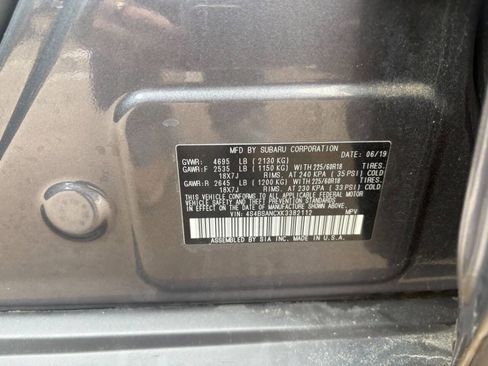 MFD BY SUBARU CORPORATION
DATE: 06/19
GVWR: 4695 LB (2130 KG)
GAWR:F 2535 LB (1150 KG) WITH 225/60R18 TIRES,
18X7J RIMS, AT 240 KPA (35 PSI) COLD
GAWR:R 2645 LB (1200 KG) WITH 225/60R18 TIRES,
18X7J RIMS, AT 230 KPA (33 PSI) COLD
THIS VEHICLE CONFORMS TO ALL APPLICABLE FEDERAL MOTOR
VEHICLE SAFETY AND THEFT PREVENTION STANDARDS IN
EFFECT ON THE DATE OF MANUFACTURE SHOWN ABOVE.
VIN: 4S4BSANCXK3382112 MPV
ASSEMBLED BY SIA INC. MADE IN U.S.A.